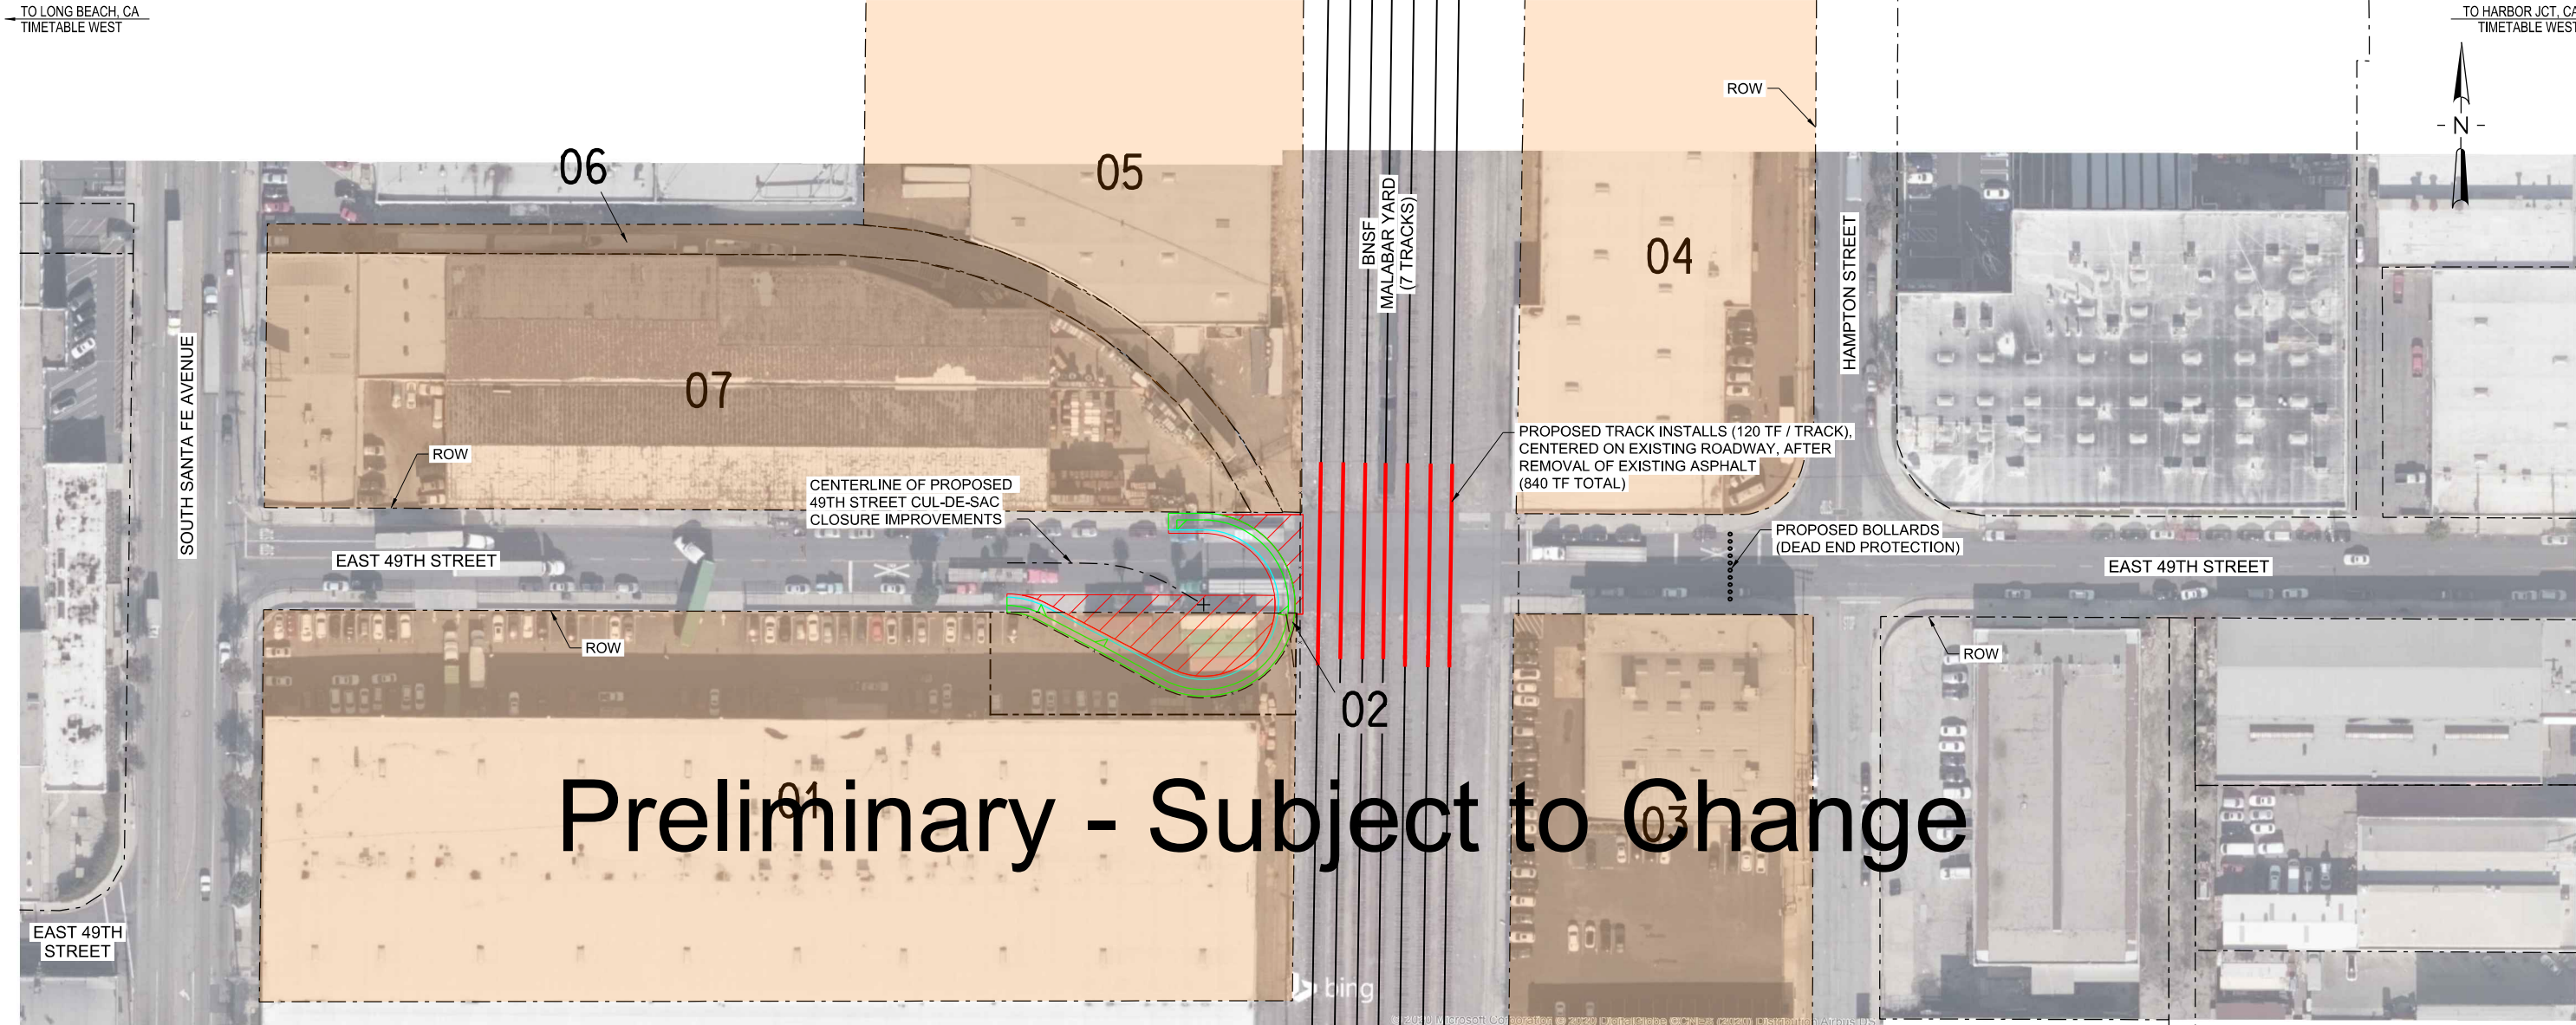 TO LONG BEACH, CA
TIMETABLE WEST
TO HARBOR JCT, CA
TIMETABLE WEST
N
ROW
06
05
04
BNSF
MALABAR YARD
(7 TRACKS)
HAMPTON STREET
SOUTH SANTA FE AVENUE
07
ROW
PROPOSED TRACK INSTALLS (120 TF / TRACK),
CENTERED ON EXISTING ROADWAY, AFTER
REMOVAL OF EXISTING ASPHALT
(840 TF TOTAL)
CENTERLINE OF PROPOSED
49TH STREET CUL-DE-SAC
CLOSURE IMPROVEMENTS
PROPOSED BOLLARDS
(DEAD END PROTECTION)
EAST 49TH STREET
EAST 49TH STREET
ROW
ROW
02
01
03
Preliminary - Subject to Change
EAST 49TH
STREET
bing